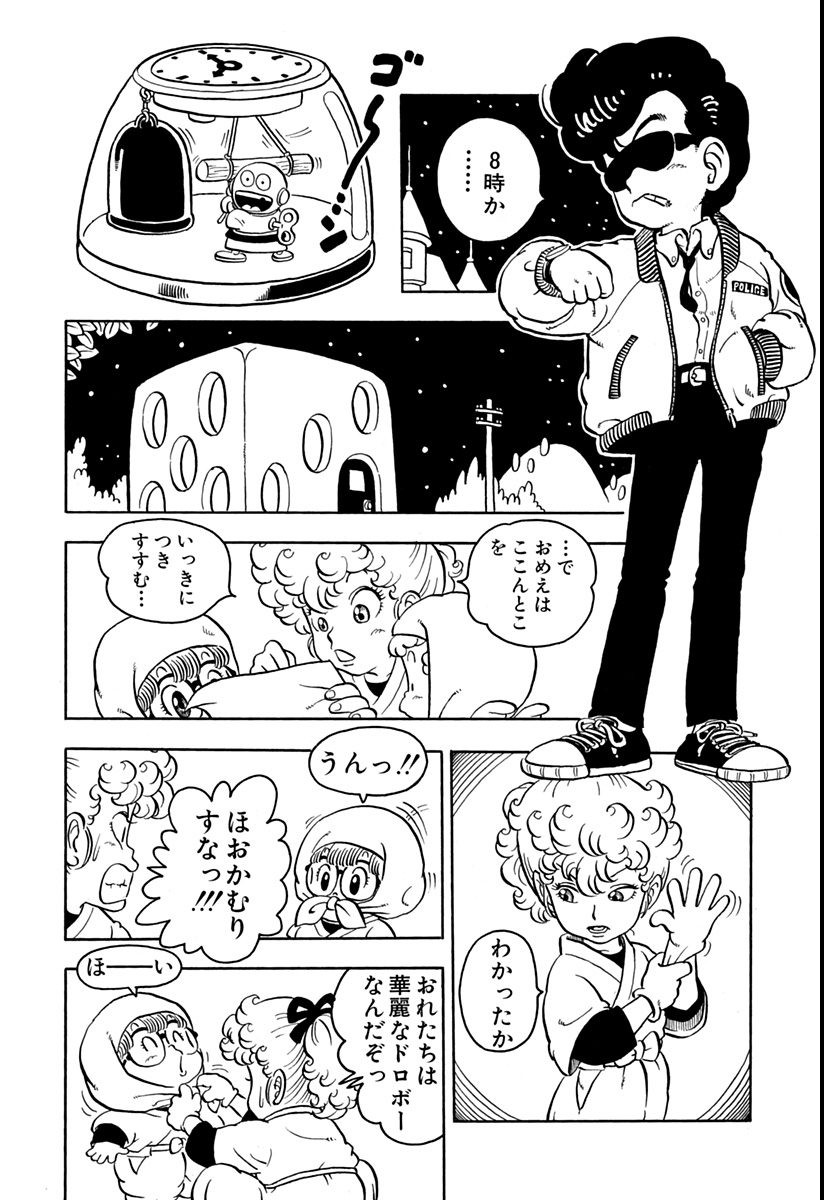 8時か
……
POLICE
ゴ〜〜ン…
…で
おめえは
ここんとこ
を
いっきに
つき
すすむ…
わかったか
うんっ!!
ほおかむり
すなっ!!!
おれたちは
華麗なドロボー
なんだぞっ
ほーーい